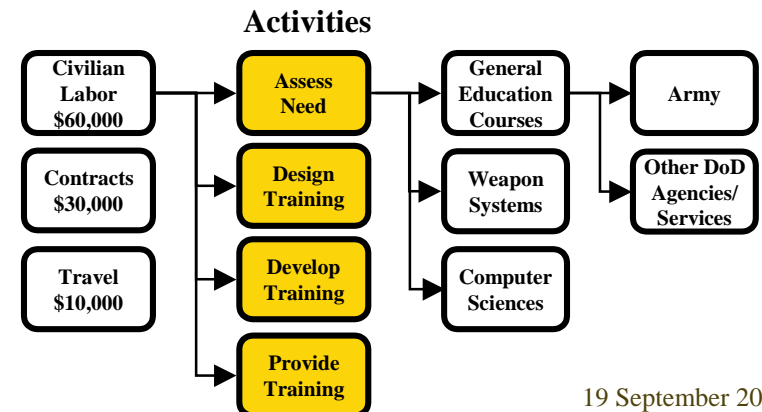 Activities
Civilian
Labor
$60,000
Contracts
$30,000
Travel
$10,000
Assess
Need
Design
Training
Develop
Training
Provide
Training
General
Education
Courses
Weapon
Systems
Computer
Sciences
Army
Other DoD
Agencies/
Services
19 September 20